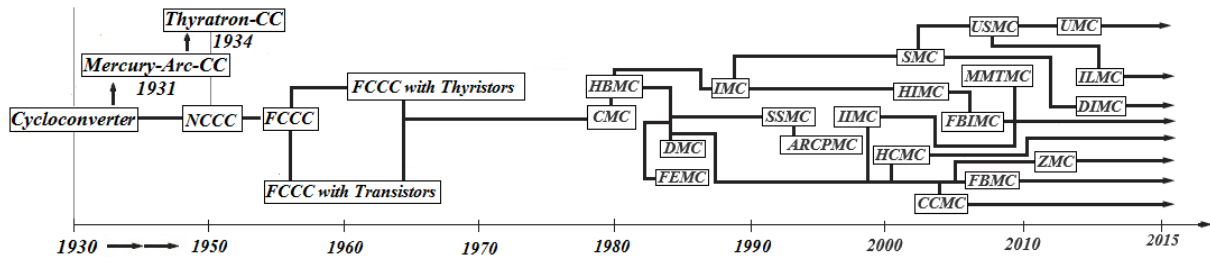 Thyratron-CC
1934
USMC
UMC
Mercury-Arc-CC
1931
SMC
MMTMC
ILMC
FCCC with Thyristors
HBMC
IMC
HIMC
DIMC
Cycloconverter
NCCC
FCCC
CMC
SSMC
IIMC
FBIMC
DMC
ARCPMC
HCMC
ZMC
FCCC with Transistors
FEMC
FBMC
CCMC
1930
1950
1960
1970
1980
1990
2000
2010
2015